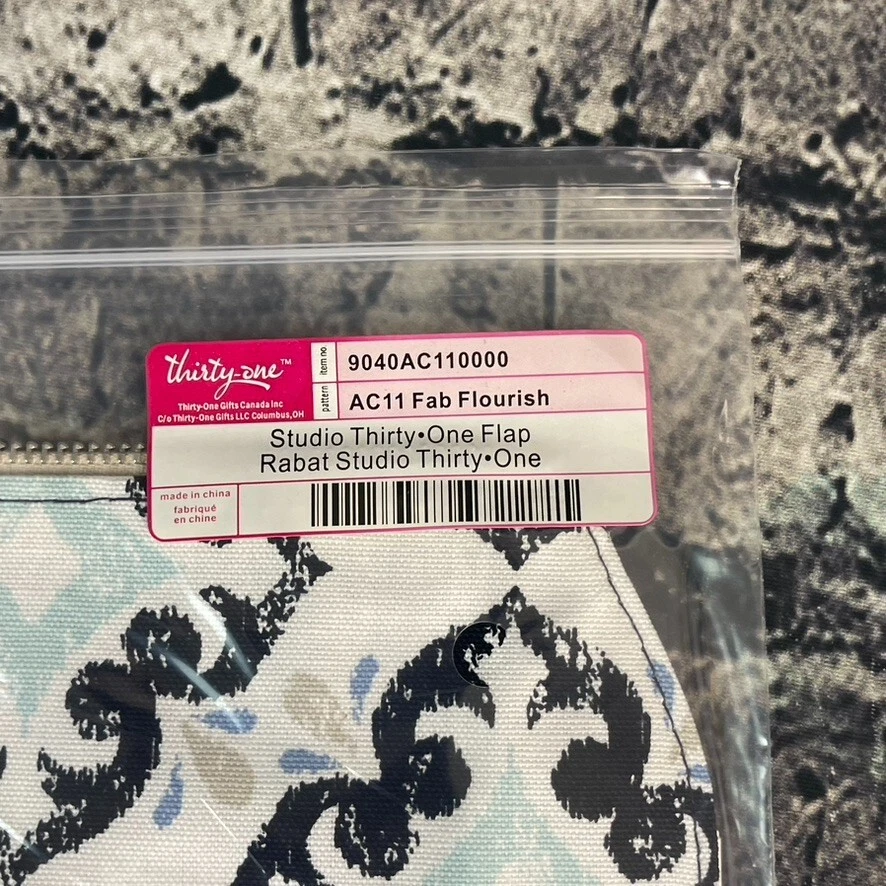 thirty-one™
Thirty-One Gifts Canada Inc
C/o Thirty-One Gifts LLC Columbus,OH
item no.
9040AC110000
pattern
AC11 Fab Flourish
Studio Thirty•One Flap
Rabat Studio Thirty•One
made in china
fabriqué
en chine